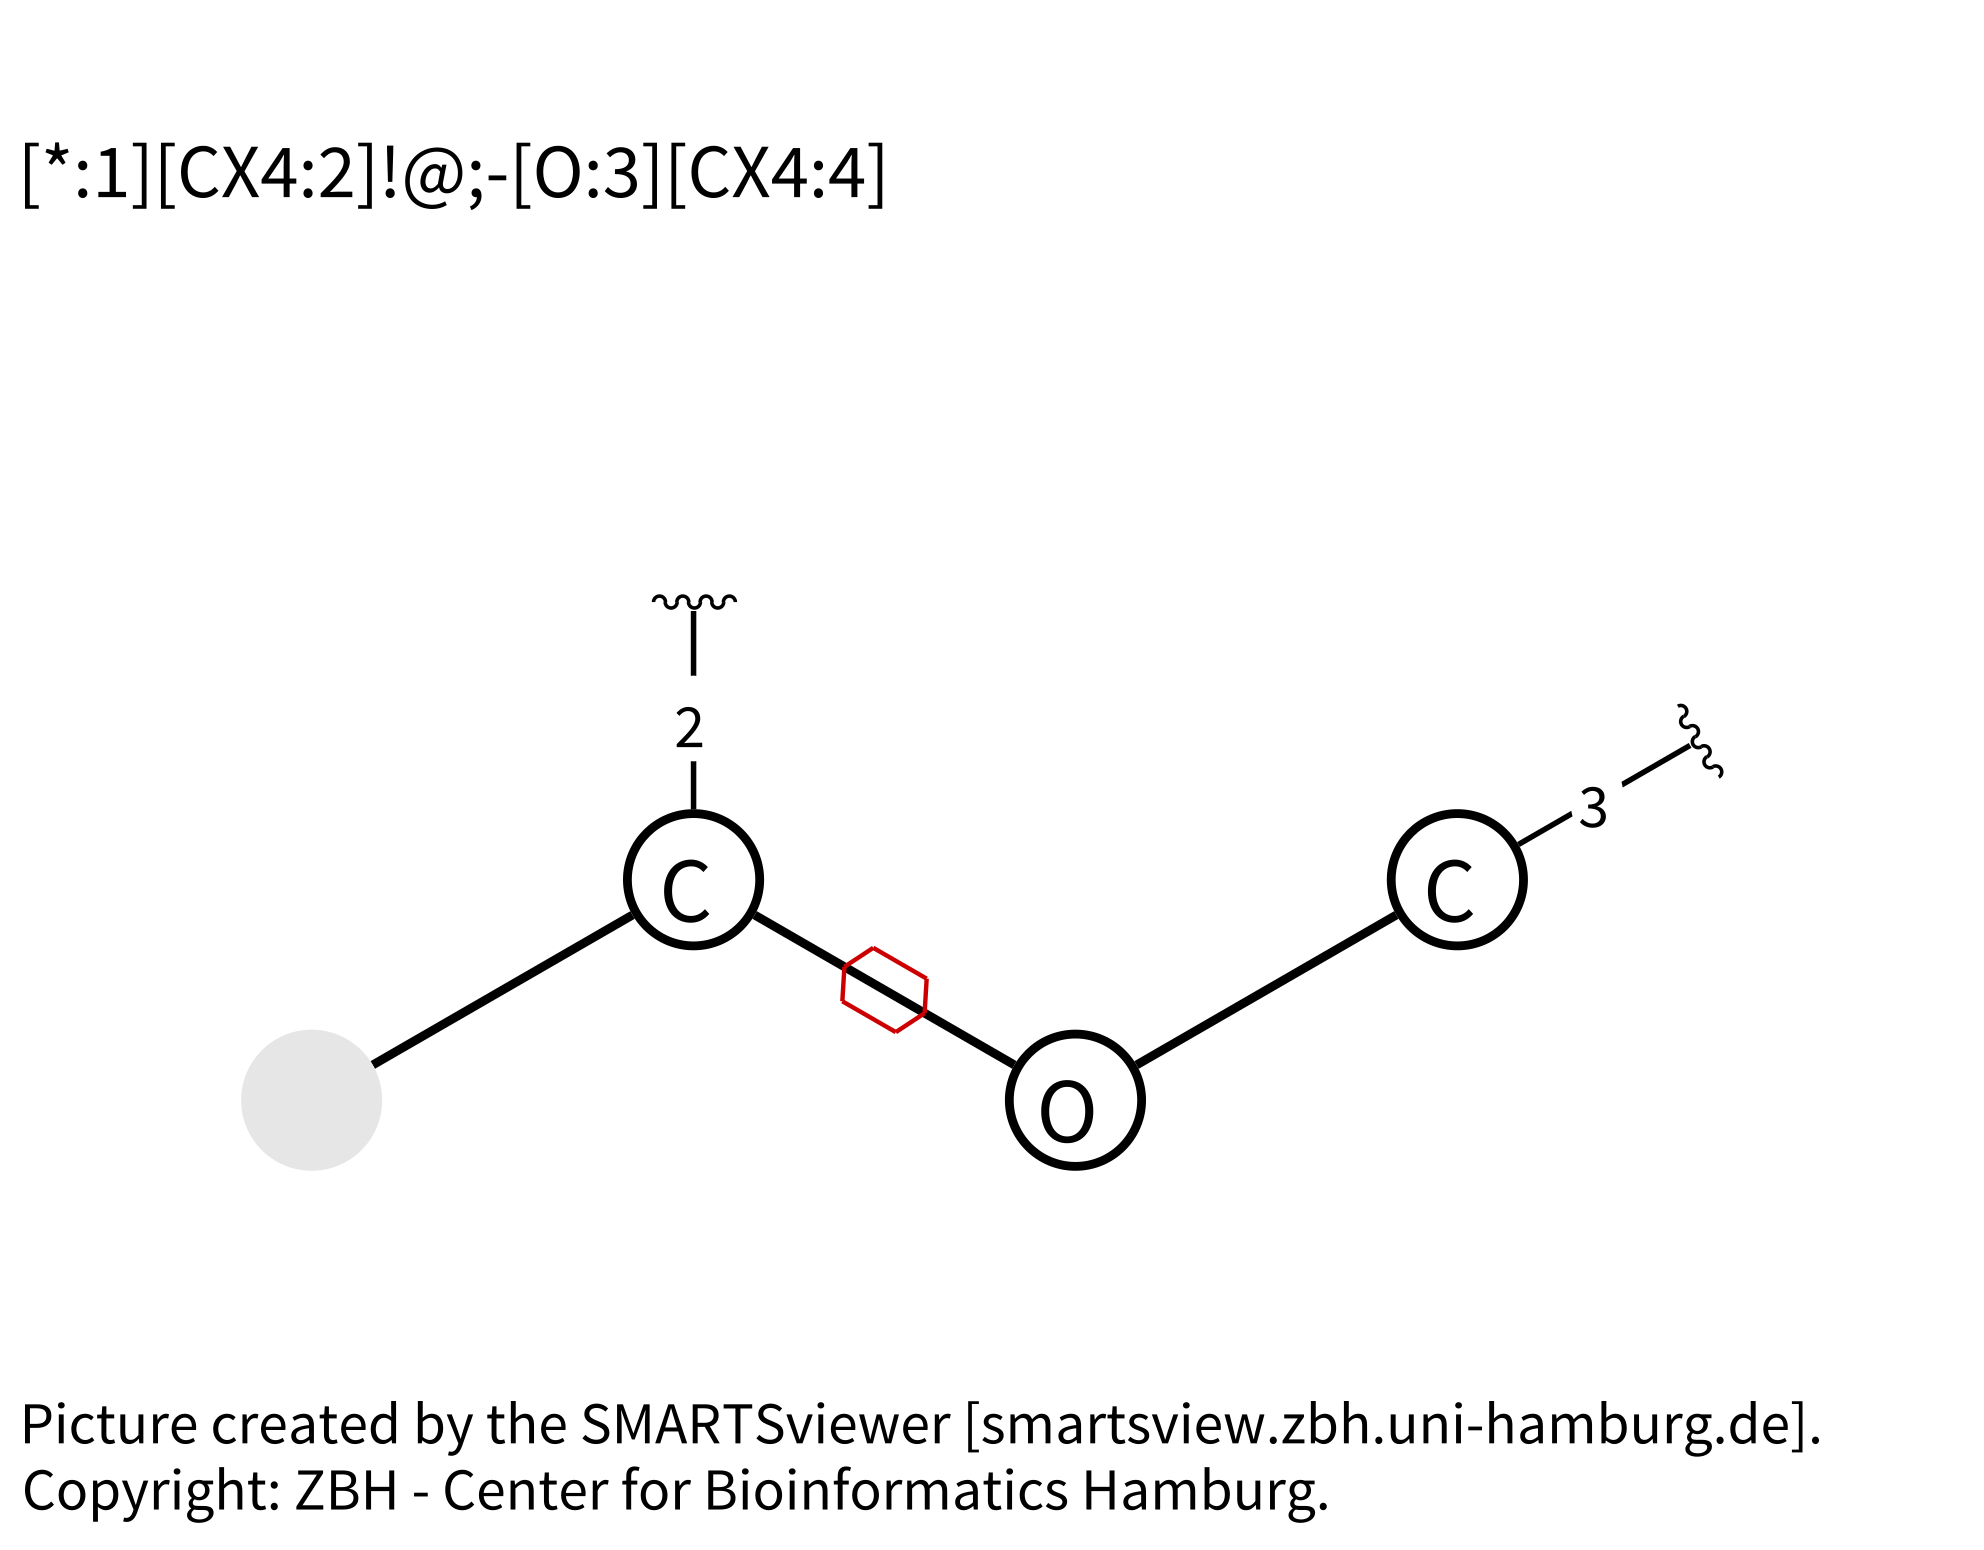 [*:1][CX4:2]!@;-[O:3][CX4:4]
2
3
C
C
O
Picture created by the SMARTSviewer [smartsview.zbh.uni-hamburg.de].
Copyright: ZBH - Center for Bioinformatics Hamburg.